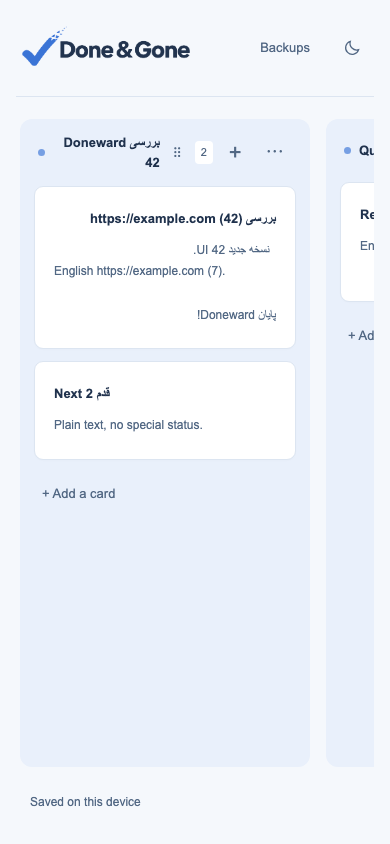 Done & Gone
Backups
بررسی Doneward
42
2
بررسی (42) https://example.com
نسخه جدید UI 42.
English https://example.com (7).
پایان Doneward!
Next 2 قدم
Plain text, no special status.
+ Add a card
Qu
Re
En
+ Ad
Saved on this device